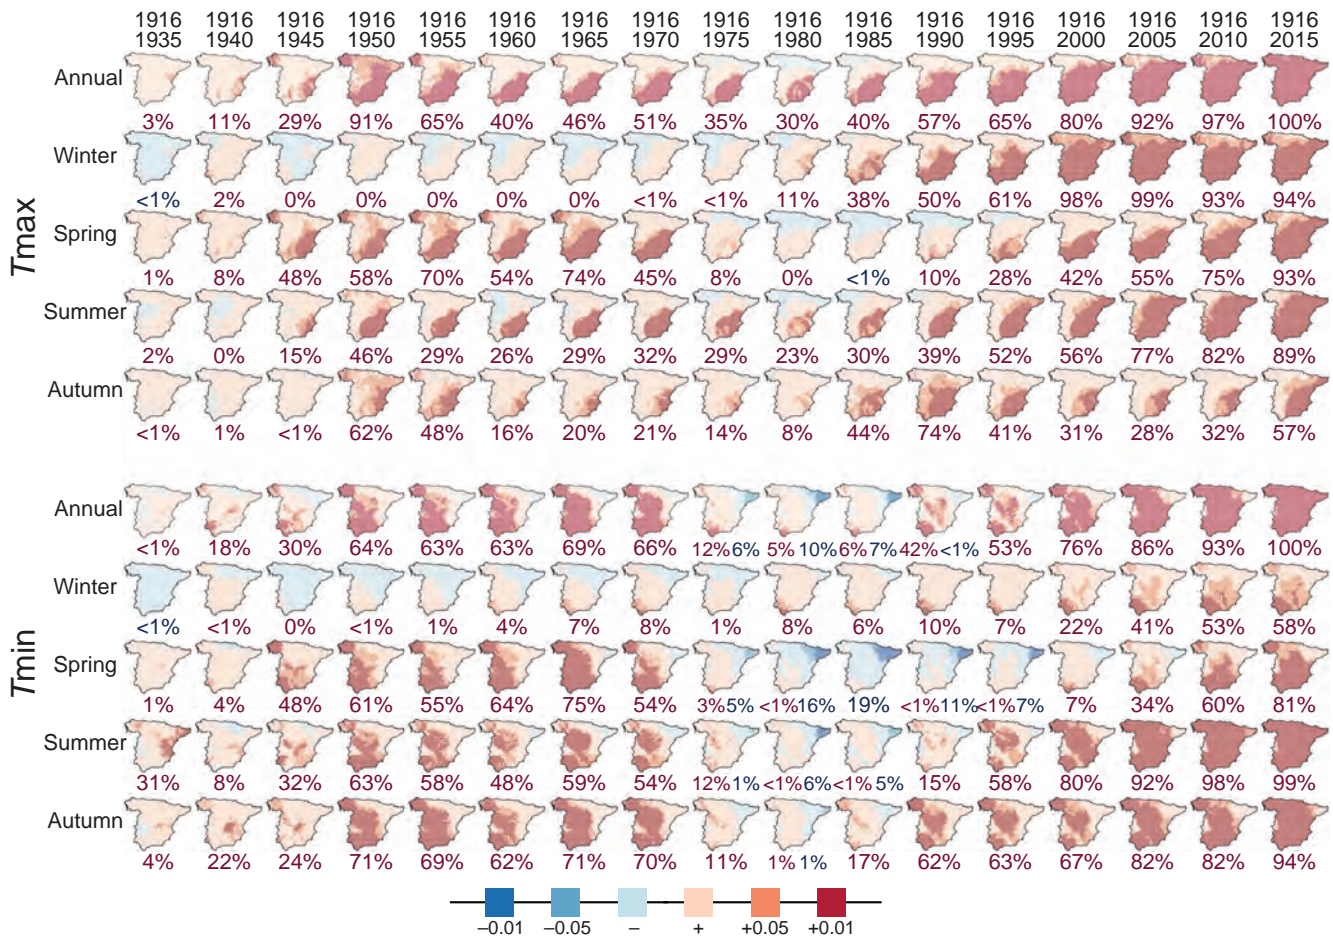 1916 1916 1916 1916 1916 1916 1916 1916 1916 1916 1916 1916 1916 1916 1916 1916 1916
1935 1940 1945 1950 1955 1960 1965 1970 1975 1980 1985 1990 1995 2000 2005 2010 2015
Tmax
Annual
3% 11% 29% 91% 65% 40% 46% 51% 35% 30% 40% 57% 65% 80% 92% 97% 100%
Winter
<1% 2% 0% 0% 0% 0% 0% <1% <1% 11% 38% 50% 61% 98% 99% 93% 94%
Spring
1% 8% 48% 58% 70% 54% 74% 45% 8% 0% <1% 10% 28% 42% 55% 75% 93%
Summer
2% 0% 15% 46% 29% 26% 29% 32% 29% 23% 30% 39% 52% 56% 77% 82% 89%
Autumn
<1% 1% <1% 62% 48% 16% 20% 21% 14% 8% 44% 74% 41% 31% 28% 32% 57%
Tmin
Annual
<1% 18% 30% 64% 63% 63% 69% 66% 12% 6% 5% 10% 6% 7% 42% <1% 53% 76% 86% 93% 100%
Winter
<1% <1% 0% <1% 1% 4% 7% 8% 1% 8% 6% 10% 7% 22% 41% 53% 58%
Spring
1% 4% 48% 61% 55% 64% 75% 54% 3% 5% <1% 16% 19% <1% 11% <1% 7% 7% 34% 60% 81%
Summer
31% 8% 32% 63% 58% 48% 59% 54% 12% 1% <1% 6% <1% 5% 15% 58% 80% 92% 98% 99%
Autumn
4% 22% 24% 71% 69% 62% 71% 70% 11% 1% 1% 17% 62% 63% 67% 82% 82% 94%
–0.01 –0.05 – + +0.05 +0.01